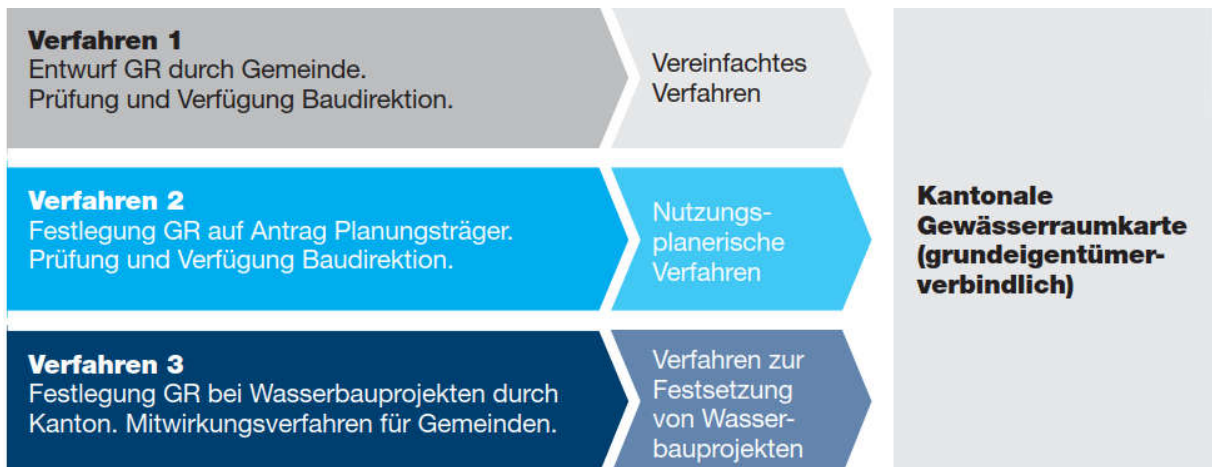 Verfahren 1
Entwurf GR durch Gemeinde.
Prüfung und Verfügung Baudirektion.
Vereinfachtes
Verfahren
Verfahren 2
Festlegung GR auf Antrag Planungsträger.
Prüfung und Verfügung Baudirektion.
Nutzungs-
planerische
Verfahren
Verfahren 3
Festlegung GR bei Wasserbauprojekten durch
Kanton. Mitwirkungsverfahren für Gemeinden.
Verfahren zur
Festsetzung
von Wasser-
bauprojekten
Kantonale
Gewässerraumkarte
(grundeigentümer-
verbindlich)